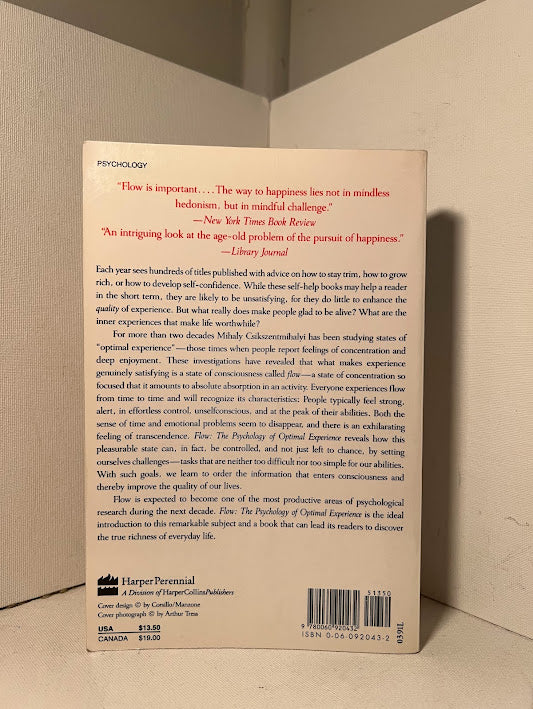 PSYCHOLOGY
"Flow is important.... The way to happiness lies not in mindless
hedonism, but in mindful challenge."
—New York Times Book Review
"An intriguing look at the age-old problem of the pursuit of happiness."
—Library Journal
Each year sees hundreds of titles published with advice on how to stay trim, how to grow
rich, or how to develop self-confidence. While these self-help books may help a reader
in the short term, they are likely to be unsatisfying, for they do little to enhance the
quality of experience. But what really does make people glad to be alive? What are the
inner experiences that make life worthwhile?
For more than two decades Mihaly Csikszentmihalyi has been studying states of
"optimal experience"—those times when people report feelings of concentration and
deep enjoyment. These investigations have revealed that what makes experience
genuinely satisfying is a state of consciousness called flow—a state of concentration so
focused that it amounts to absolute absorption in an activity. Everyone experiences flow
from time to time and will recognize its characteristics: People typically feel strong,
alert, in effortless control, unselfconscious, and at the peak of their abilities. Both the
sense of time and emotional problems seem to disappear, and there is an exhilarating
feeling of transcendence. Flow: The Psychology of Optimal Experience reveals how this
pleasurable state can, in fact, be controlled, and not just left to chance, by setting
ourselves challenges—tasks that are neither too difficult nor too simple for our abilities.
With such goals, we learn to order the information that enters consciousness and
thereby improve the quality of our lives.
Flow is expected to become one of the most productive areas of psychological
research during the next decade. Flow: The Psychology of Optimal Experience is the ideal
introduction to this remarkable subject and a book that can lead its readers to discover
the true richness of everyday life.
HarperPerennial
A Division of HarperCollinsPublishers
Cover design © by Corsillo/Manzone
Cover photograph © by Arthur Tress
USA $13.50
CANADA $19.00
51350
9 780060 920432
ISBN 0-06-092043-2
0391L